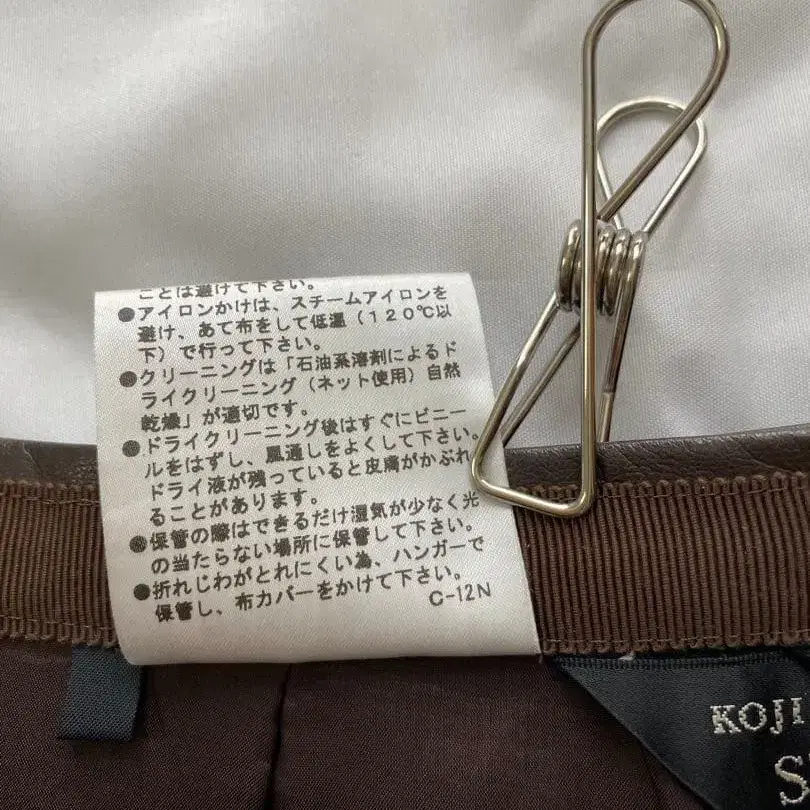 ことは避けて下さい。
●アイロンかけは、スチームアイロンを
避け、あて布をして低温（120℃以
下）で行って下さい。
●クリーニングは「石油系溶剤によるド
ライクリーニング（ネット使用）自然
乾燥」が適切です。
●ドライクリーニング後はすぐにビニー
ルをはずし、風通しをよくして下さい。
ドライ液が残っていると皮膚がかぶれ
ることがあります。
●保管の際はできるだけ湿気が少なく光
の当たらない場所に保管して下さい。
●折れじわがとれにくい為、ハンガーで
保管し、布カバーをかけて下さい。
C-12N
KOJI